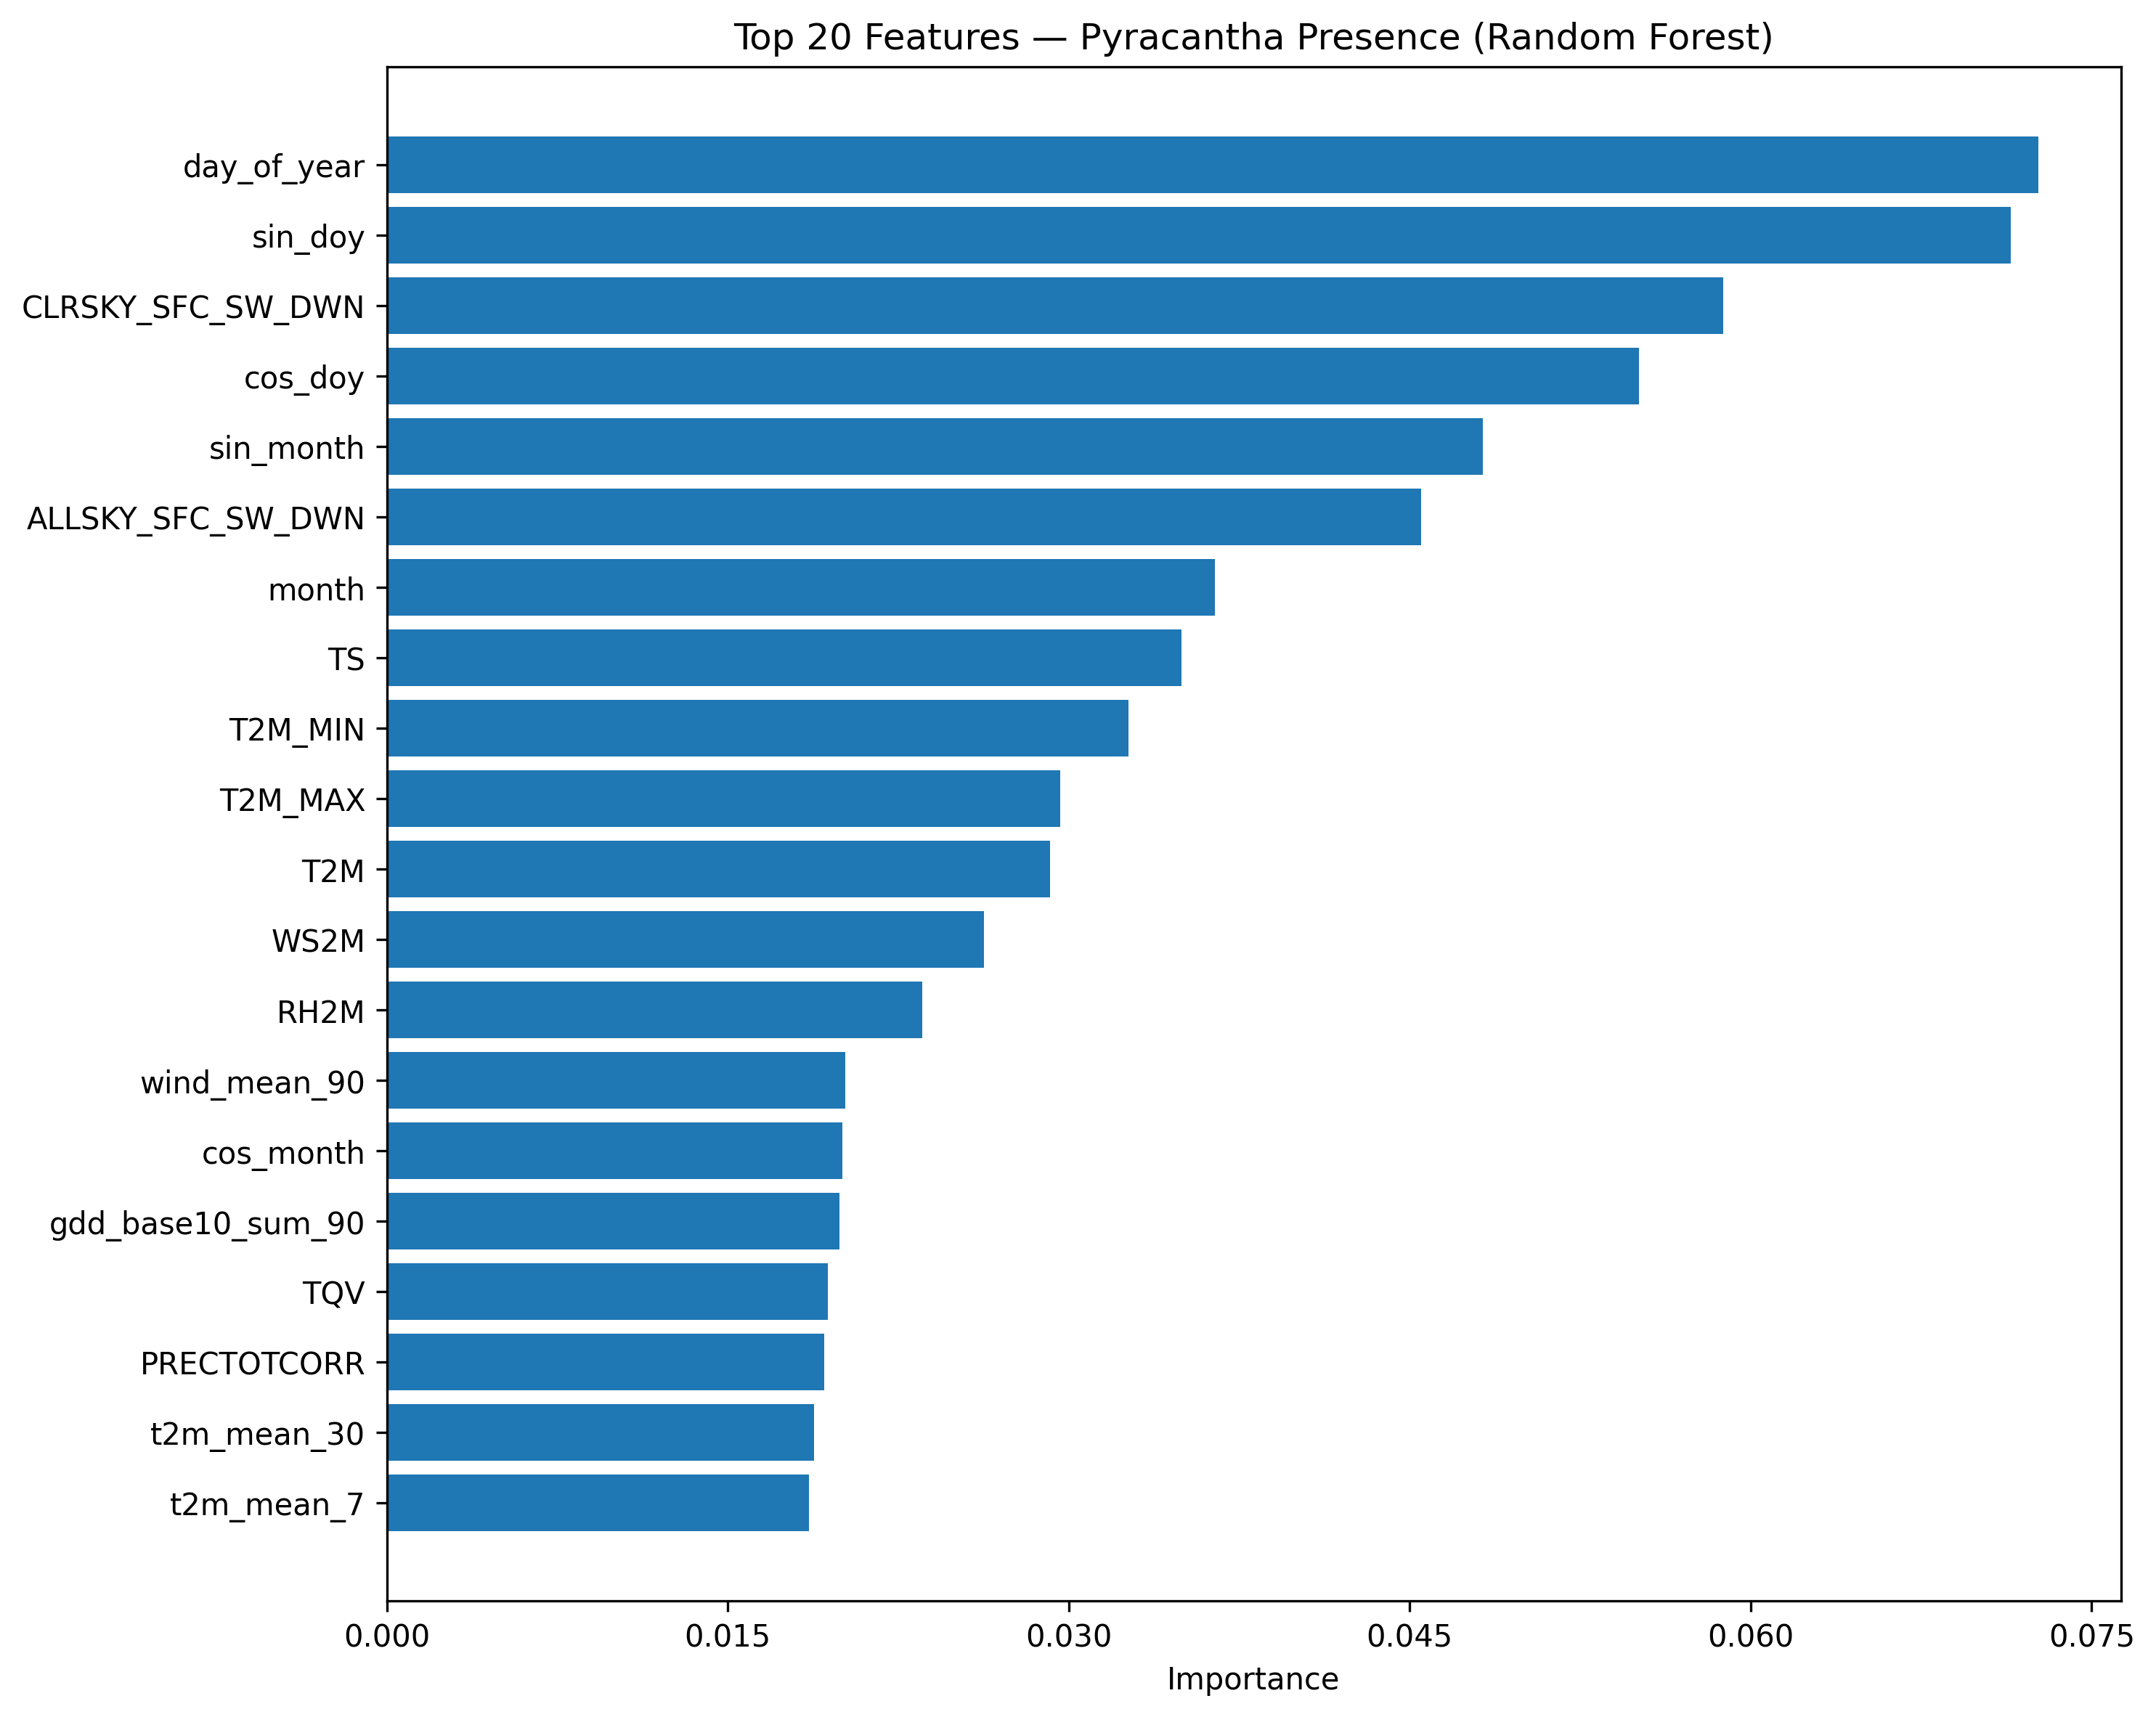 Top 20 Features — Pyracantha Presence (Random Forest)
day_of_year
sin_doy
CLRSKY_SFC_SW_DWN
cos_doy
sin_month
ALLSKY_SFC_SW_DWN
month
TS
T2M_MIN
T2M_MAX
T2M
WS2M
RH2M
wind_mean_90
cos_month
gdd_base10_sum_90
TQV
PRECTOTCORR
t2m_mean_30
t2m_mean_7
0.000 0.015 0.030 0.045 0.060 0.075
Importance